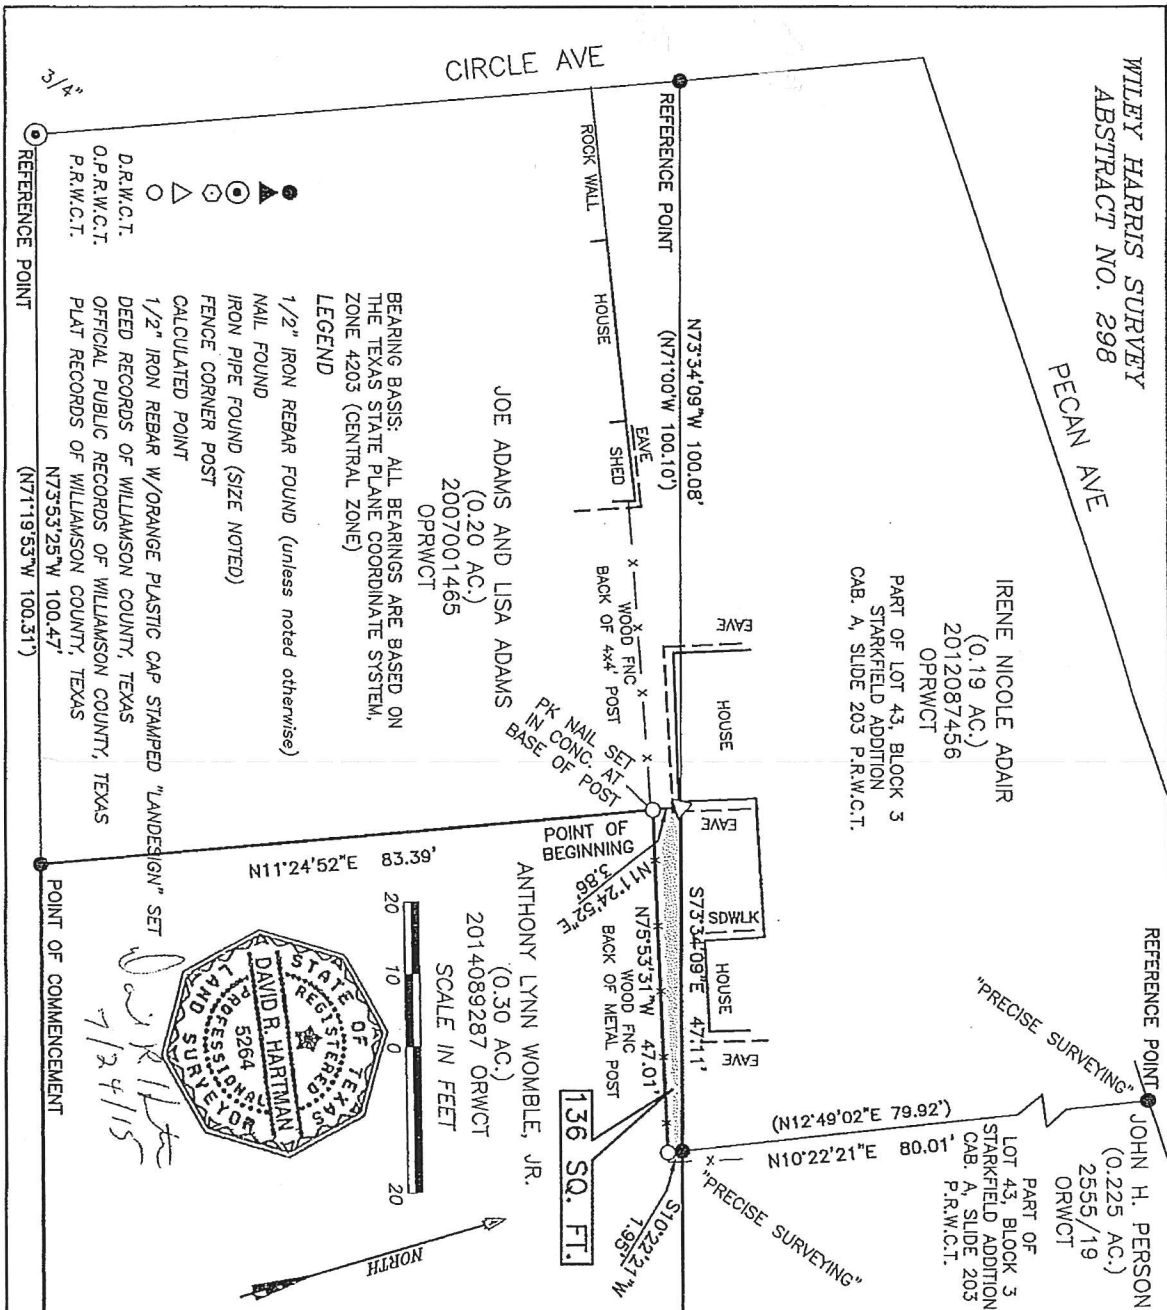 WILEY HARRIS SURVEY
ABSTRACT NO. 298
PECAN AVE
CIRCLE AVE
IRENE NICOLE ADAIR
(0.19 AC.)
2012087456
OPRWCT
PART OF LOT 43, BLOCK 3
STARKFIELD ADDITION
CAB. A, SLIDE 203 P.R.W.C.T.
REFERENCE POINT
JOHN H. PERSON
(0.225 AC.)
2555/19
ORWCT
PART OF
LOT 43, BLOCK 3
STARKFIELD ADDITION
CAB. A, SLIDE 203
P.R.W.C.T.
"PRECISE SURVEYING"
(N12°49'02"E 79.92')
N10°22'21"E 80.01'
"PRECISE SURVEYING"
REFERENCE POINT
N73°34'09"W 100.08'
(N71°00'W 100.10')
EAVE
HOUSE
EAVE
SDWLK
HOUSE
EAVE
S73°34'09"E 47.11'
ROCK WALL
HOUSE
EAVE
SHED
x
x
WOOD FNC
BACK OF 4x4' POST
x
x
PK NAIL SET
IN CONC. AT
BASE OF POST
POINT OF
BEGINNING
N11°24'52"E
3.86'
N75°53'31"W 47.01'
WOOD FNC
BACK OF METAL POST
S10°22'21"W
1.95'
136 SQ. FT.
JOE ADAMS AND LISA ADAMS
(0.20 AC.)
2007001465
OPRWCT
ANTHONY LYNN WOMBLE, JR.
(0.30 AC.)
2014089287 ORWCT
SCALE IN FEET
20
10
0
20
NORTH
N11°24'52"E 83.39'
BEARING BASIS: ALL BEARINGS ARE BASED ON
THE TEXAS STATE PLANE COORDINATE SYSTEM,
ZONE 4203 (CENTRAL ZONE)
LEGEND
1/2" IRON REBAR FOUND (unless noted otherwise)
NAIL FOUND
IRON PIPE FOUND (SIZE NOTED)
FENCE CORNER POST
CALCULATED POINT
1/2" IRON REBAR W/ORANGE PLASTIC CAP STAMPED "LANDESIGN" SET
D.R.W.C.T. DEED RECORDS OF WILLIAMSON COUNTY, TEXAS
O.P.R.W.C.T. OFFICIAL PUBLIC RECORDS OF WILLIAMSON COUNTY, TEXAS
P.R.W.C.T. PLAT RECORDS OF WILLIAMSON COUNTY, TEXAS
STATE OF TEXAS
REGISTERED
DAVID R. HARTMAN
5264
PROFESSIONAL
LAND SURVEYOR
7/24/15
3/4"
REFERENCE POINT
N73°53'25"W 100.47'
(N71°19'53"W 100.31')
POINT OF COMMENCEMENT